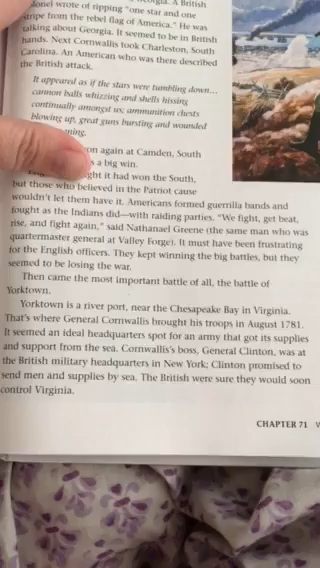 Georgia. A British
colonel wrote of ripping "one star and one
stripe from the rebel flag of America." He was
talking about Georgia. It seemed to be in British
hands. Next Cornwallis took Charleston, South
Carolina. An American who was there described
the British attack.
It appeared as if the stars were tumbling down…
cannon balls whizzing and shells hissing
continually amongst us; ammunition chests
blowing up, great guns bursting and wounded
on again at Camden, South
s a big win.
ght it had won the South,
but those who believed in the Patriot cause
wouldn't let them have it. Americans formed guerrilla bands and
fought as the Indians did—with raiding parties. "We fight, get beat,
rise, and fight again," said Nathanael Greene (the same man who was
quartermaster general at Valley Forge). It must have been frustrating
for the English officers. They kept winning the big battles, but they
seemed to be losing the war.
Then came the most important battle of all, the battle of
Yorktown.
Yorktown is a river port, near the Chesapeake Bay in Virginia.
That's where General Cornwallis brought his troops in August 1781.
It seemed an ideal headquarters spot for an army that got its supplies
and support from the sea. Cornwallis's boss, General Clinton, was at
the British military headquarters in New York; Clinton promised to
send men and supplies by sea. The British were sure they would soon
control Virginia.
CHAPTER 71